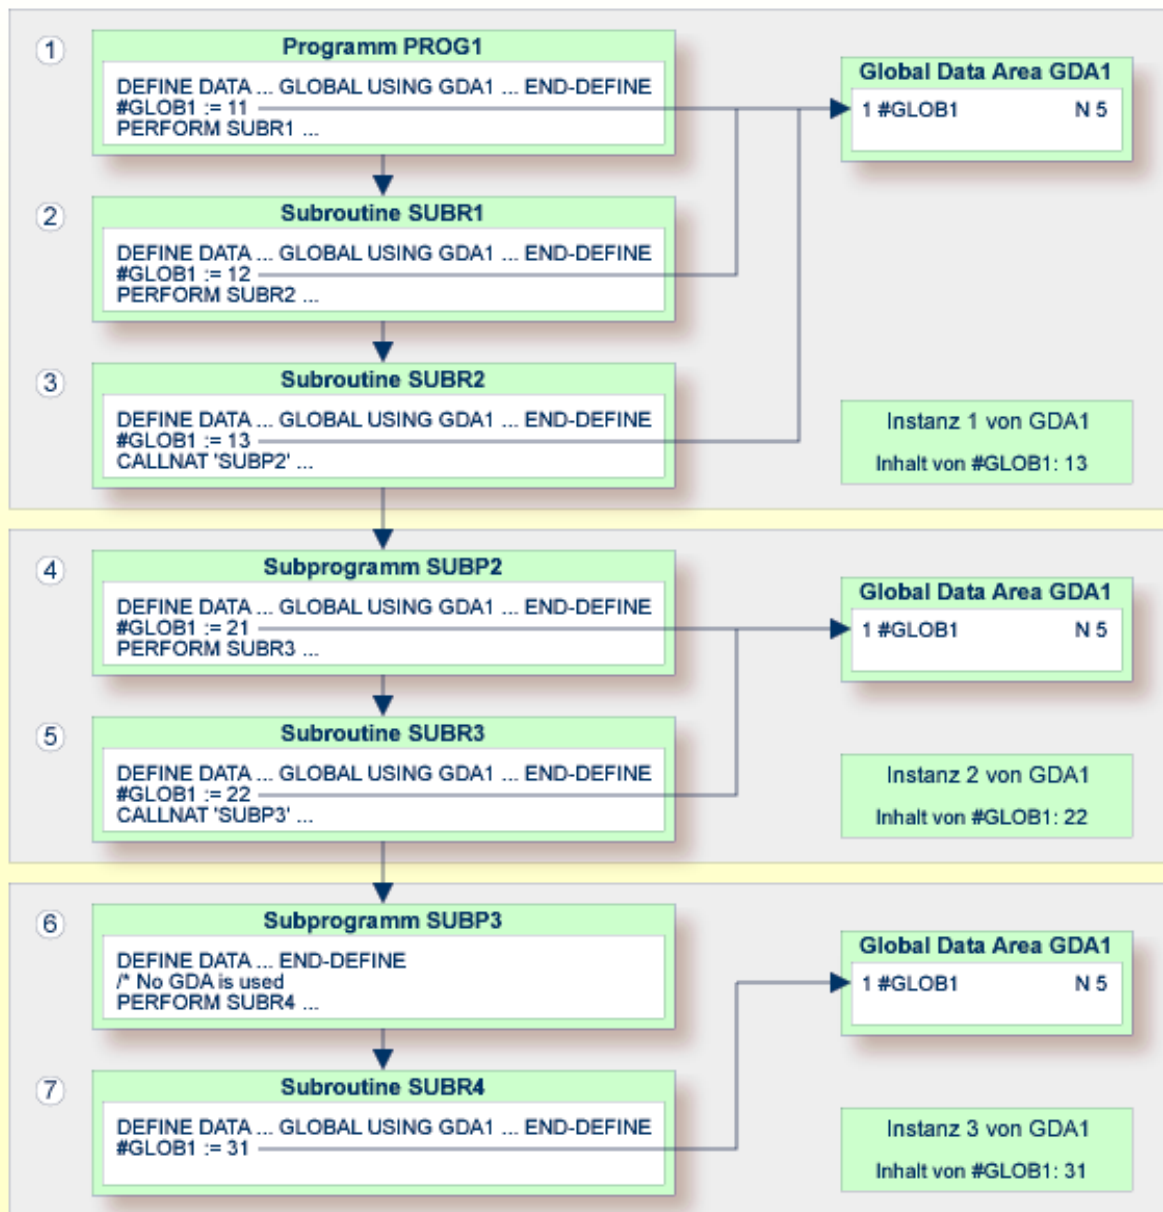 1
Programm PROG1
DEFINE DATA ... GLOBAL USING GDA1 ... END-DEFINE
#GLOB1 := 11
PERFORM SUBR1 ...
Global Data Area GDA1
1 #GLOB1 N 5
2
Subroutine SUBR1
DEFINE DATA ... GLOBAL USING GDA1 ... END-DEFINE
#GLOB1 := 12
PERFORM SUBR2 ...
3
Subroutine SUBR2
DEFINE DATA ... GLOBAL USING GDA1 ... END-DEFINE
#GLOB1 := 13
CALLNAT 'SUBP2' ...
Instanz 1 von GDA1
Inhalt von #GLOB1: 13
4
Subprogramm SUBP2
DEFINE DATA ... GLOBAL USING GDA1 ... END-DEFINE
#GLOB1 := 21
PERFORM SUBR3 ...
Global Data Area GDA1
1 #GLOB1 N 5
5
Subroutine SUBR3
DEFINE DATA ... GLOBAL USING GDA1 ... END-DEFINE
#GLOB1 := 22
CALLNAT 'SUBP3' ...
Instanz 2 von GDA1
Inhalt von #GLOB1: 22
6
Subprogramm SUBP3
DEFINE DATA ... END-DEFINE
/* No GDA is used
PERFORM SUBR4 ...
Global Data Area GDA1
1 #GLOB1 N 5
7
Subroutine SUBR4
DEFINE DATA ... GLOBAL USING GDA1 ... END-DEFINE
#GLOB1 := 31
Instanz 3 von GDA1
Inhalt von #GLOB1: 31